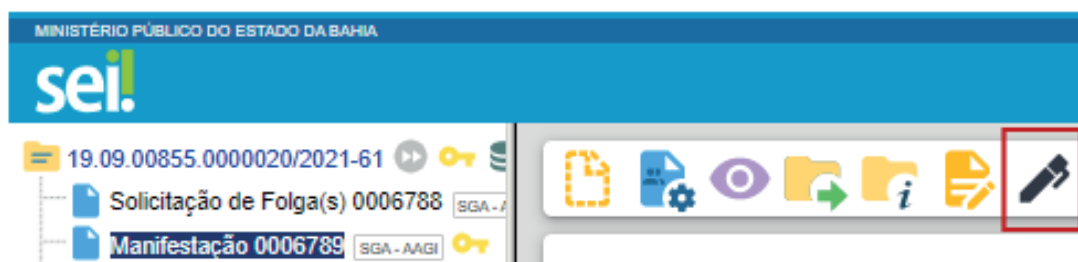 MINISTÉRIO PÚBLICO DO ESTADO DA BAHIA
sei!
19.09.00855.0000020/2021-61
Solicitação de Folga(s) 0006788 SGA - A
Manifestação 0006789 SGA - AAGI